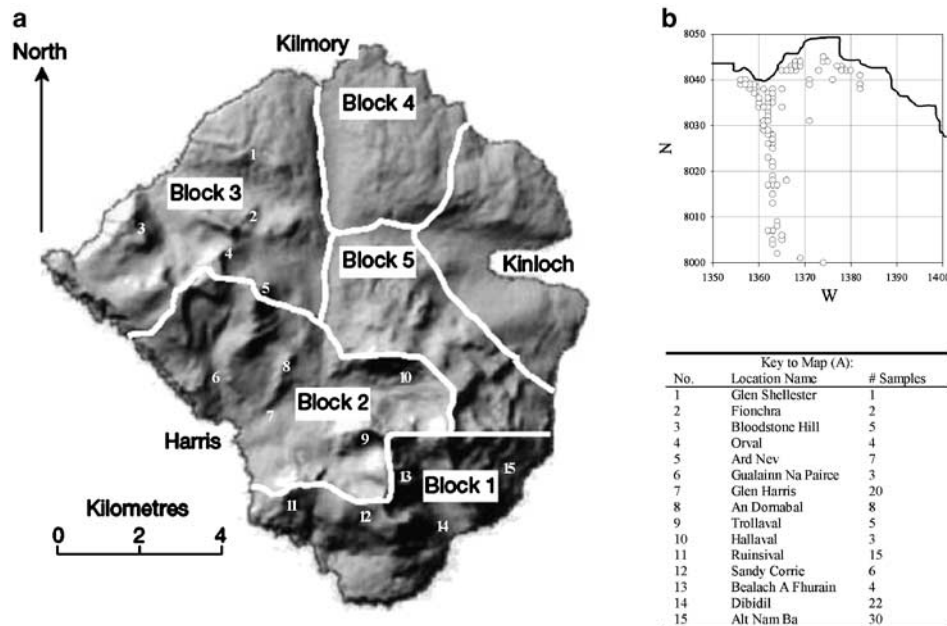 a
North
Kilmory
Block 4
1
Block 3
2
3
4
Block 5
Kinloch
5
6
8
10
7
Block 2
Harris
9
13
15
Block 1
11
12
14
Kilometres
0 2 4
b
8050
8040
8030
N
8020
8010
8000
1350 1360 1370 1380 1390 1400
W
Key to Map (A):
No. Location Name # Samples
1 Glen Shellester 1
2 Fionchra 2
3 Bloodstone Hill 5
4 Orval 4
5 Ard Nev 7
6 Gualainn Na Pairce 3
7 Glen Harris 20
8 An Dornabal 8
9 Trollaval 5
10 Hallaval 3
11 Ruinsival 15
12 Sandy Corrie 6
13 Bealach A Fhurain 4
14 Dibidil 22
15 Alt Nam Ba 30